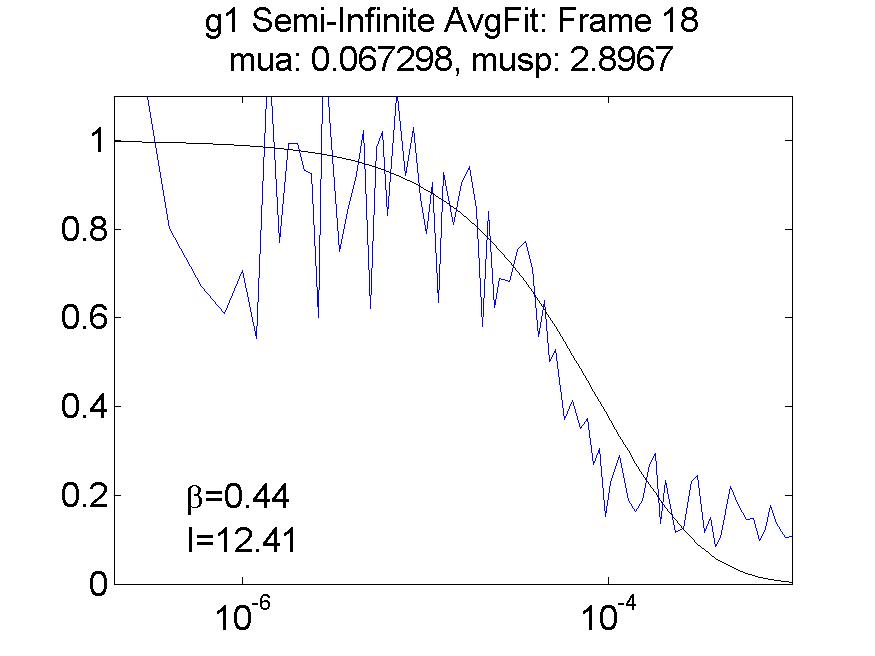 g1 Semi-Infinite AvgFit: Frame 18
mua: 0.067298, musp: 2.8967
1
0.8
0.6
0.4
0.2
0
β=0.44
I=12.41
10^-6
10^-4